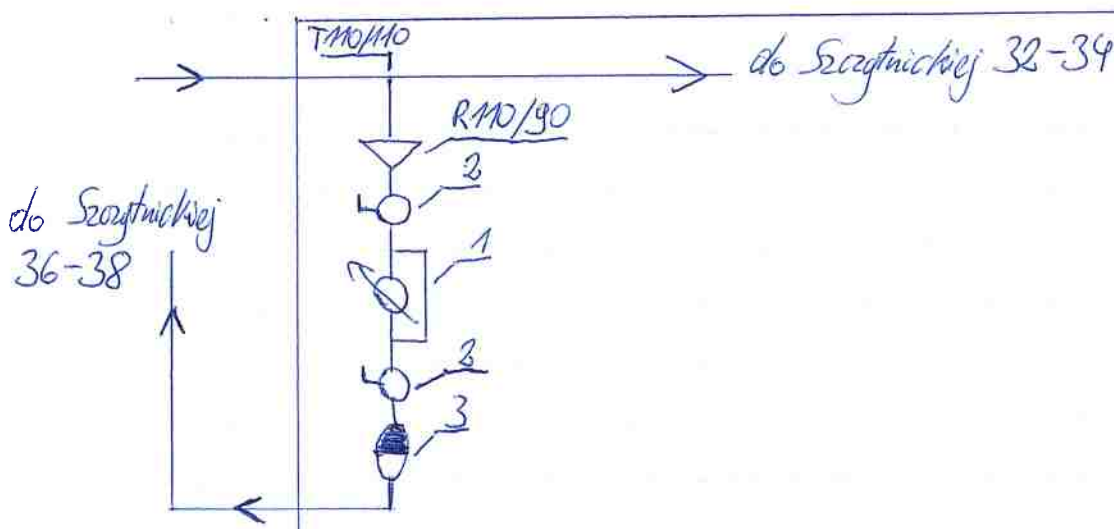 T110/110
do Szczytnickiej 32-34
R110/90
2
do Szczytnickiej
36-38
1
2
3